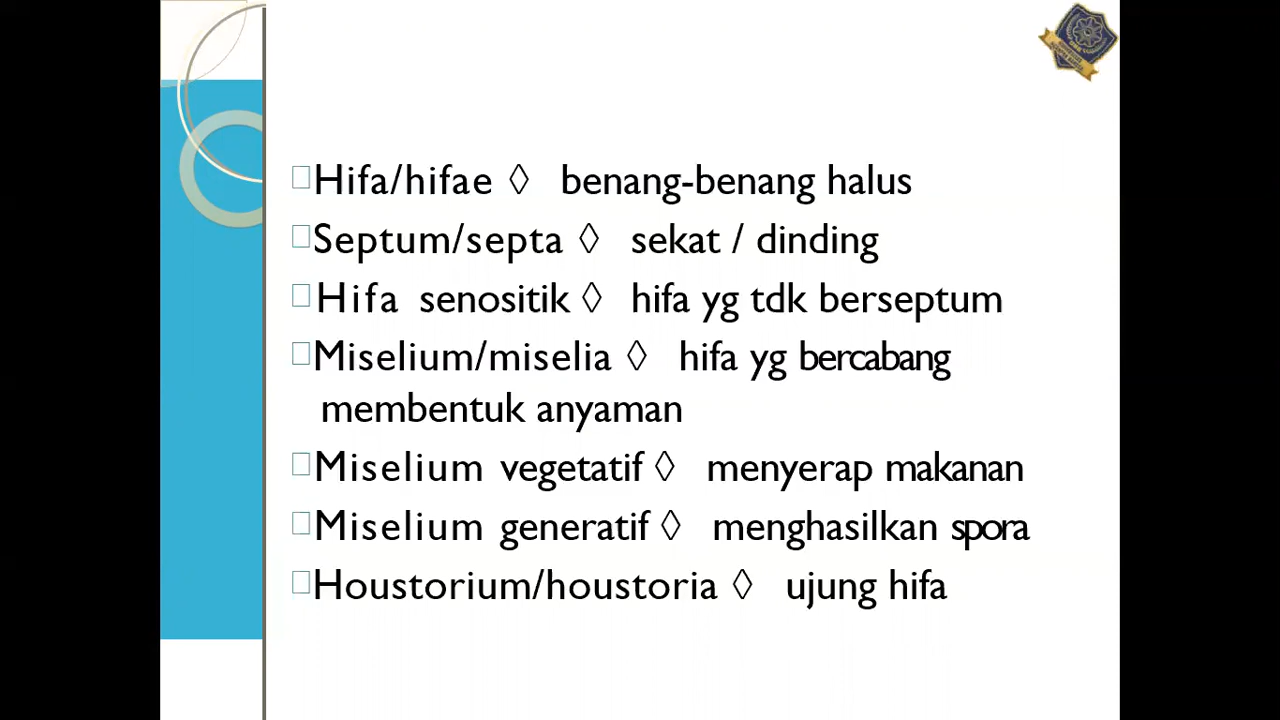 Hifa/hifae ◊ benang-benang halus
Septum/septa ◊ sekat / dinding
Hifa senositik ◊ hifa yg tdk berseptum
Miselium/miselia ◊ hifa yg bercabang
membentuk anyaman
Miselium vegetatif ◊ menyerap makanan
Miselium generatif ◊ menghasilkan spora
Houstorium/houstoria ◊ ujung hifa